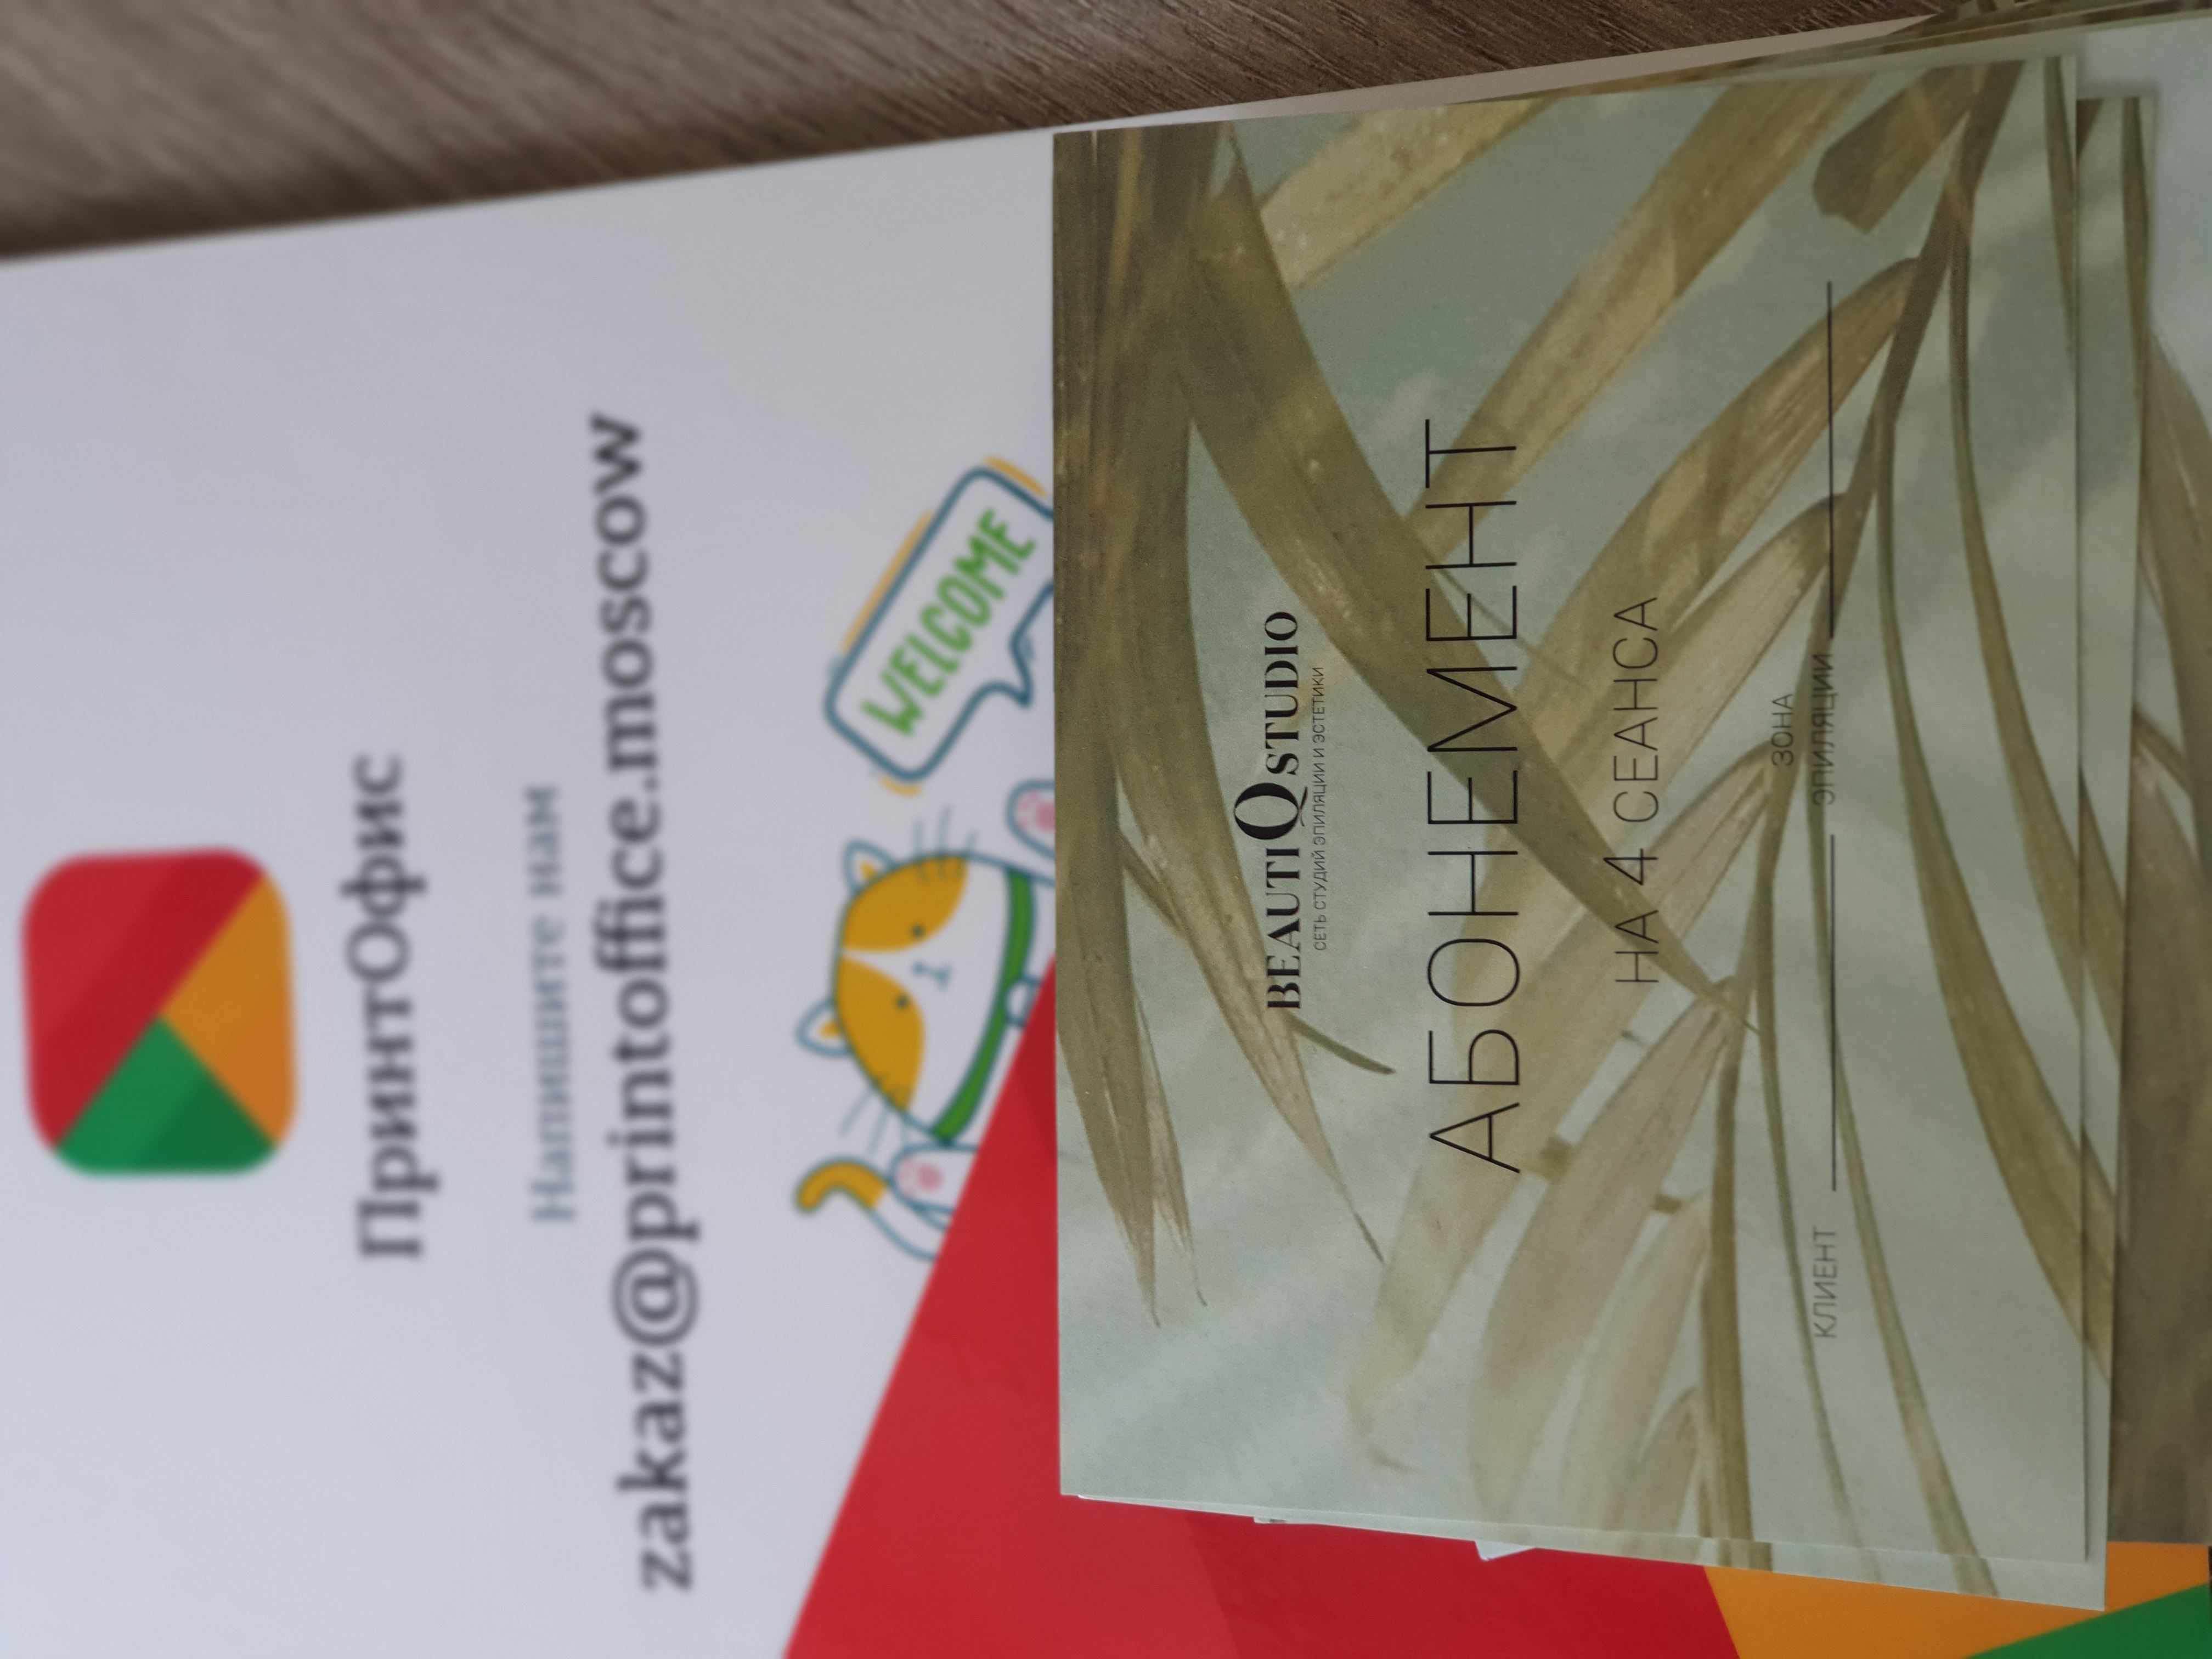 ПринтОфис
Напишите нам
zakaz@printoffice.moscow
WELCOME
BEAUTIQSTUDIO
СЕТЬ СТУДИЙ ЭПИЛЯЦИИ И ЭСТЕТИКИ
АБОНЕМЕНТ
НА 4 СЕАНСА
КЛИЕНТ
ЗОНА
ЭПИЛЯЦИИ